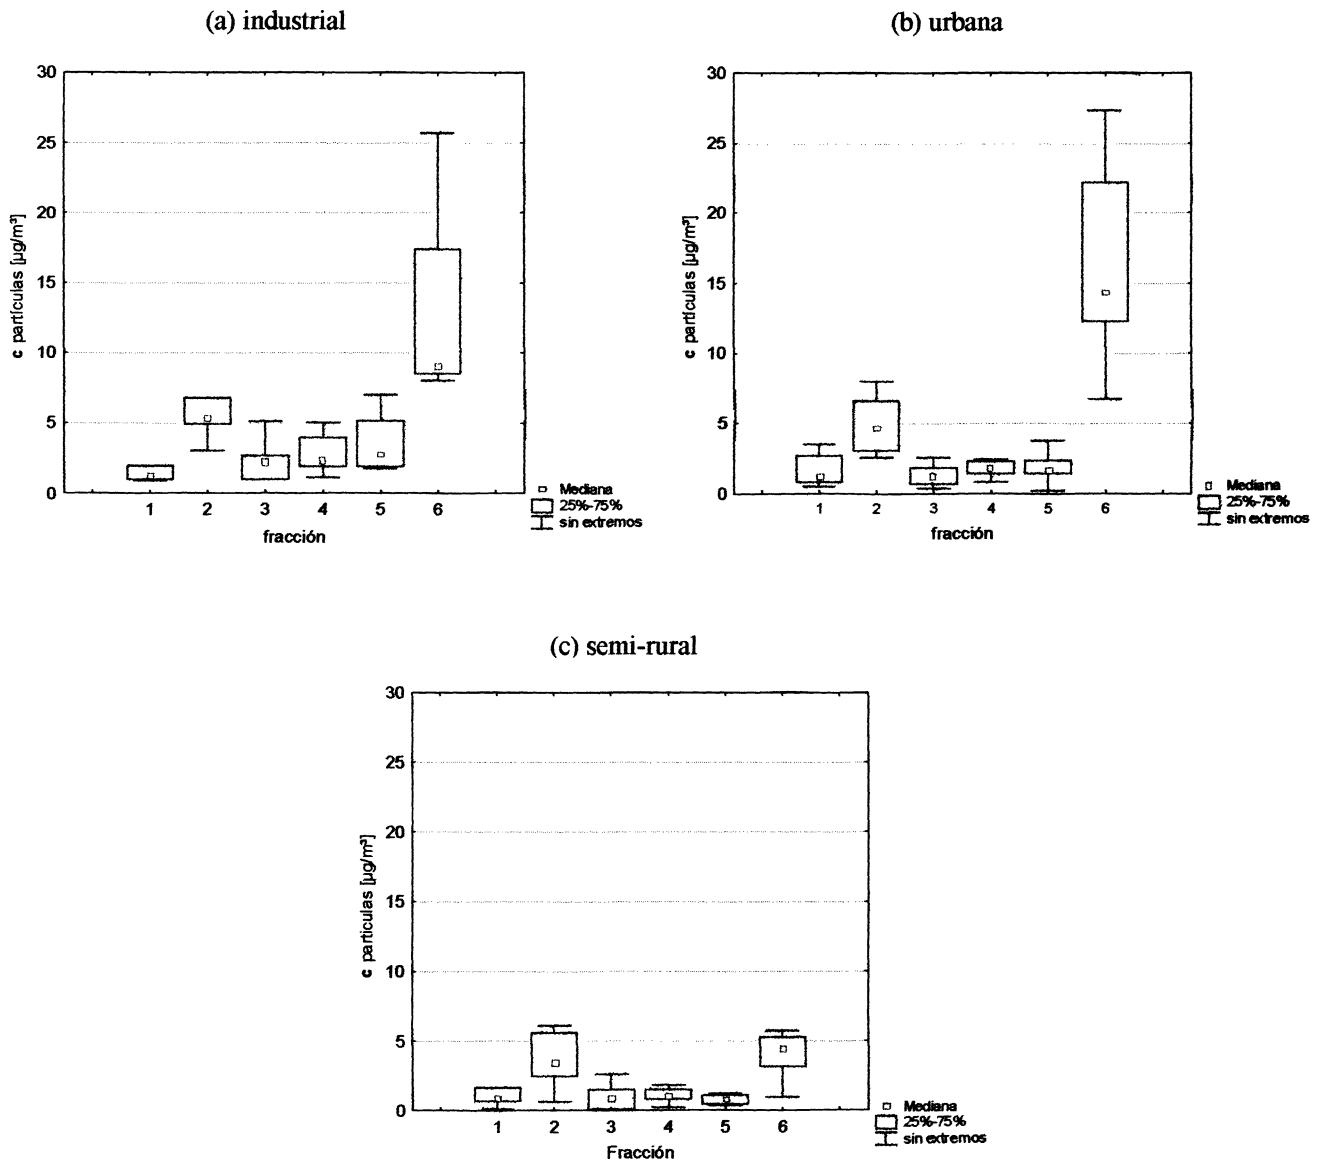 (a) industrial
30
25
20
15
10
5
0
c partículas [µg/m³]
1 2 3 4 5 6
fracción
Mediana
25%-75%
sin extremos
(b) urbana
30
25
20
15
10
5
0
c partículas [µg/m³]
1 2 3 4 5 6
fracción
Mediana
25%-75%
sin extremos
(c) semi-rural
30
25
20
15
10
5
0
c particulas [µg/m³]
1 2 3 4 5 6
Fracción
Mediana
25%-75%
sin extremos